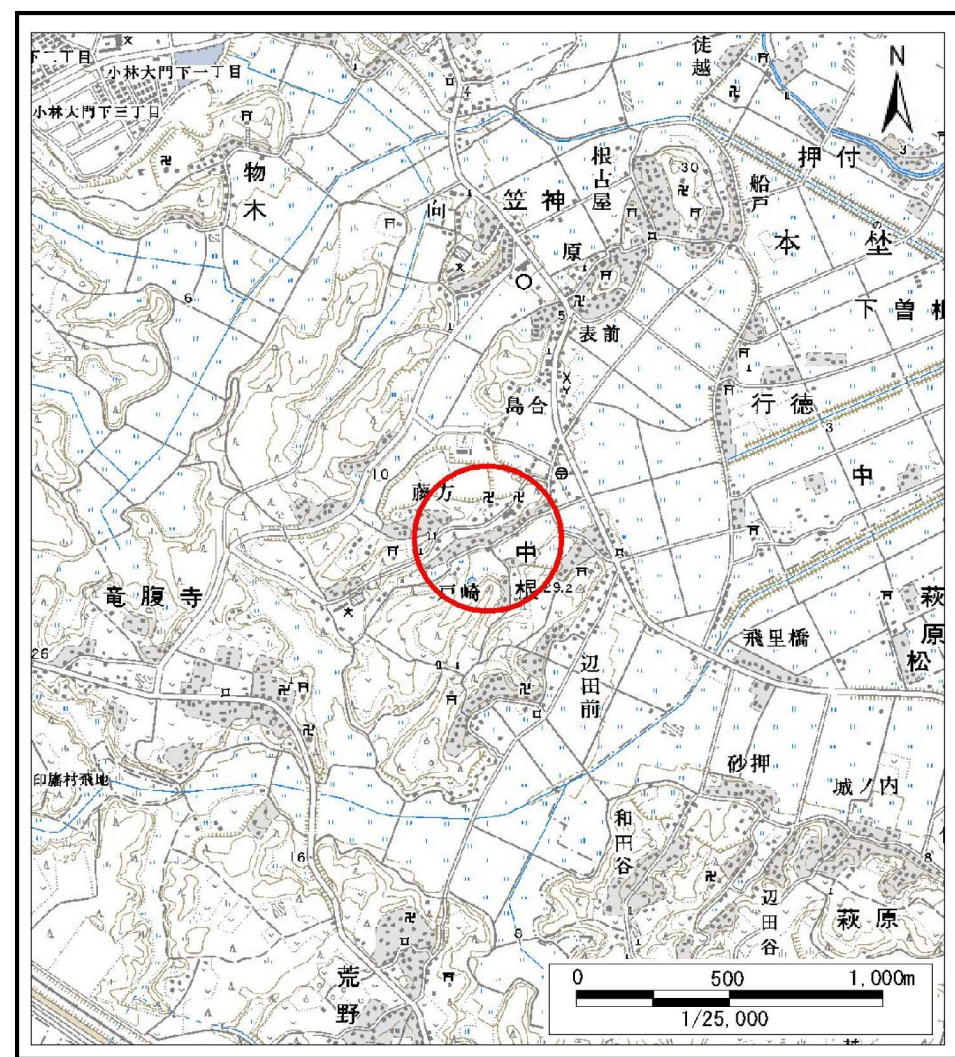 下二丁目
小林大門下一丁目
小林大門下三丁目
徒越
N
物木
向
笠神
根古屋
30
船戸
押付
3
の
本埜
原
6
5
表前
下曽根
島合
行徳
3
10
藤方
中
11
中根
戸崎
29.2
竜腹寺
26
萩原
松
飛里橋
辺田前
印旛村飛地
砂押
城ノ内
和田谷
16
8
辺田谷
萩原
8
荒野
0 500 1,000m
1/25,000